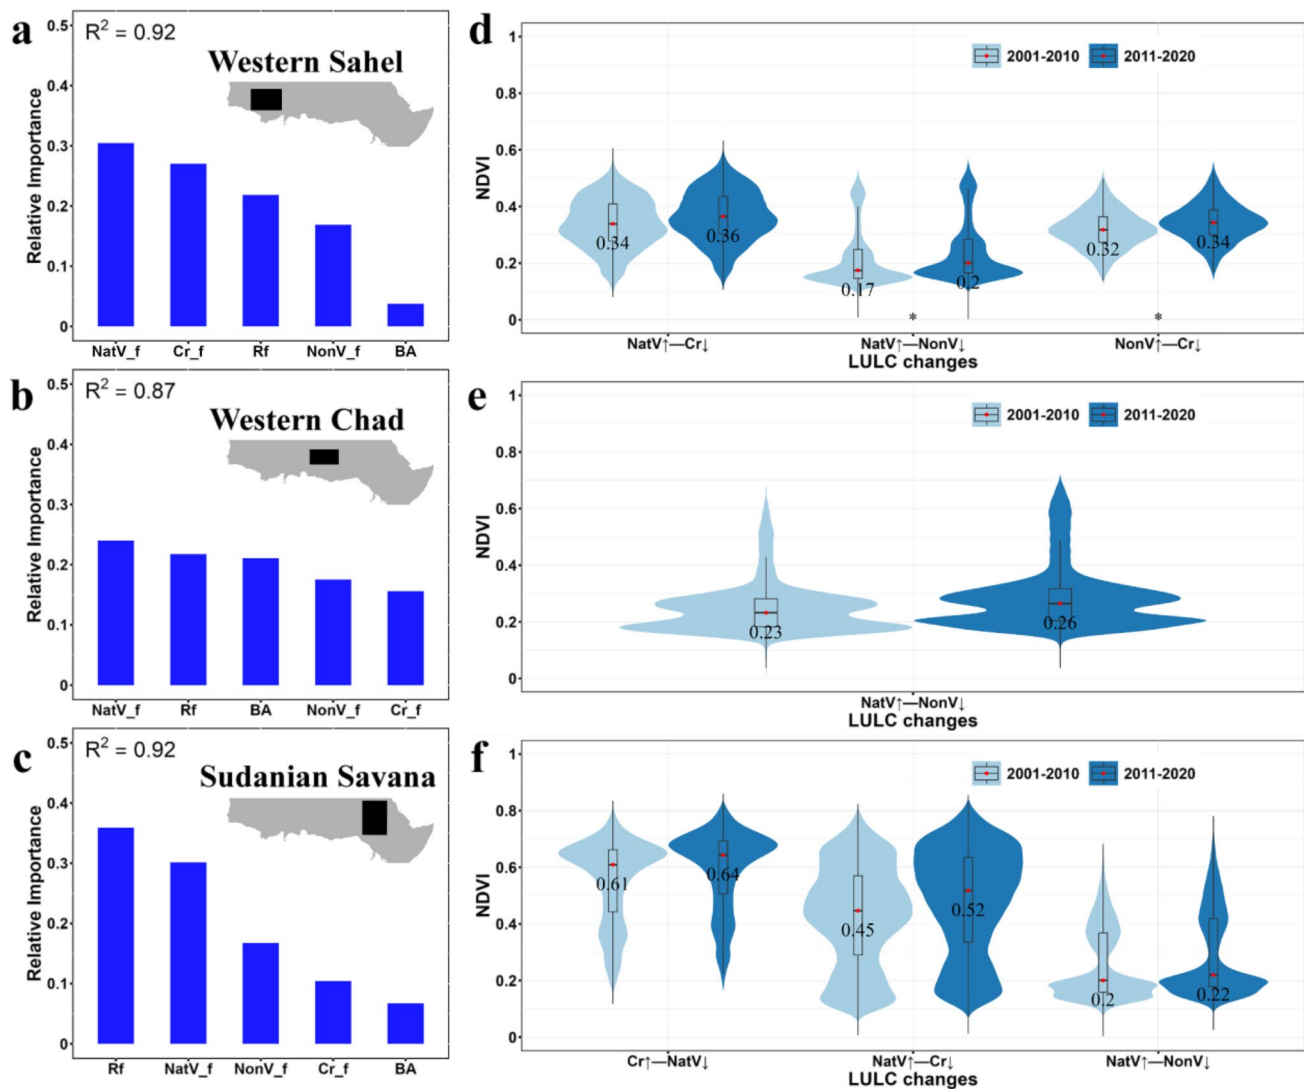 a
R² = 0.92
Western Sahel
Relative Importance
0.5
0.4
0.3
0.2
0.1
0
NatV_f Cr_f Rf NonV_f BA
d
2001-2010 2011-2020
NDVI
1
0.8
0.6
0.4
0.2
0
0.34 0.36 0.17 0.2 0.32 0.34
* *
NatV↑—Cr↓ NatV↑—NonV↓ NonV↑—Cr↓
LULC changes
b
R² = 0.87
Western Chad
Relative Importance
0.5
0.4
0.3
0.2
0.1
0
NatV_f Rf BA NonV_f Cr_f
e
2001-2010 2011-2020
NDVI
1
0.8
0.6
0.4
0.2
0
0.23 0.26
NatV↑—NonV↓
LULC changes
c
R² = 0.92
Sudanian Savana
Relative Importance
0.5
0.4
0.3
0.2
0.1
0
Rf NatV_f NonV_f Cr_f BA
f
2001-2010 2011-2020
NDVI
1
0.8
0.6
0.4
0.2
0
0.61 0.64 0.45 0.52 0.2 0.22
Cr↑—NatV↓ NatV↑—Cr↓ NatV↑—NonV↓
LULC changes